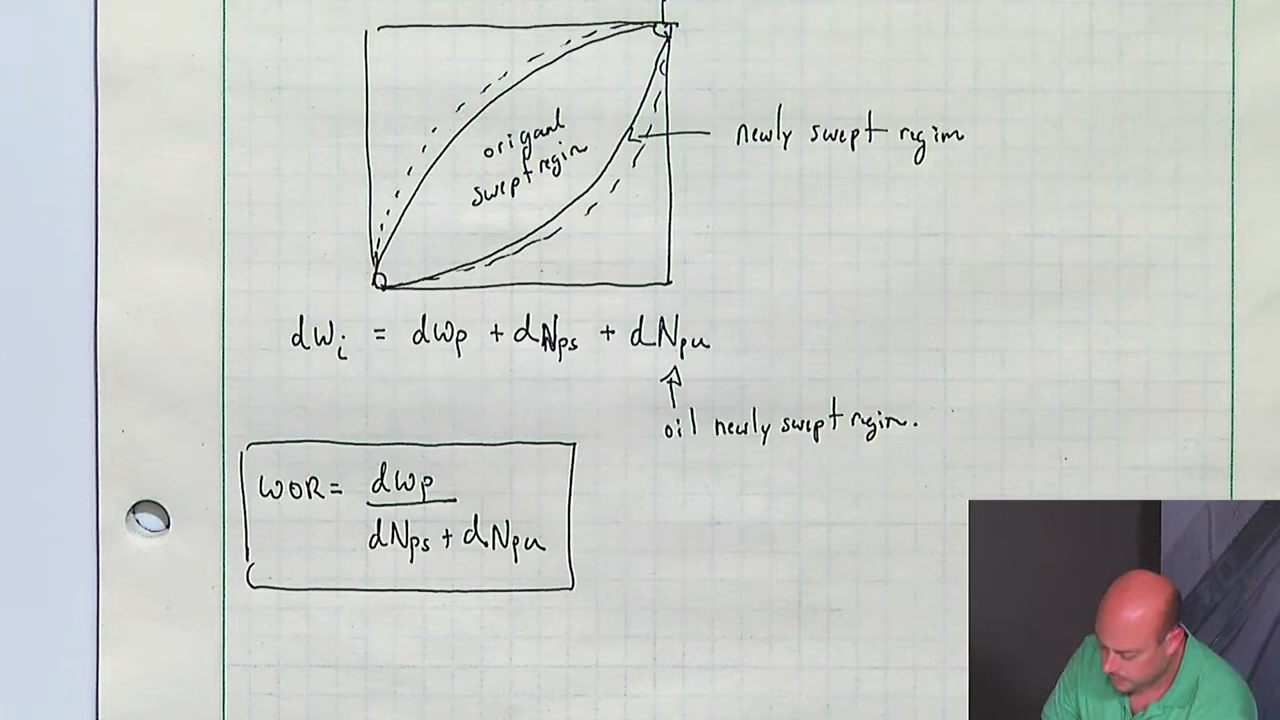 origanl
swept regin
newly swept regim
dWi = dWp + dNps + dNpu
oil newly swept regin.
WOR = dWp / dNps + dNpu